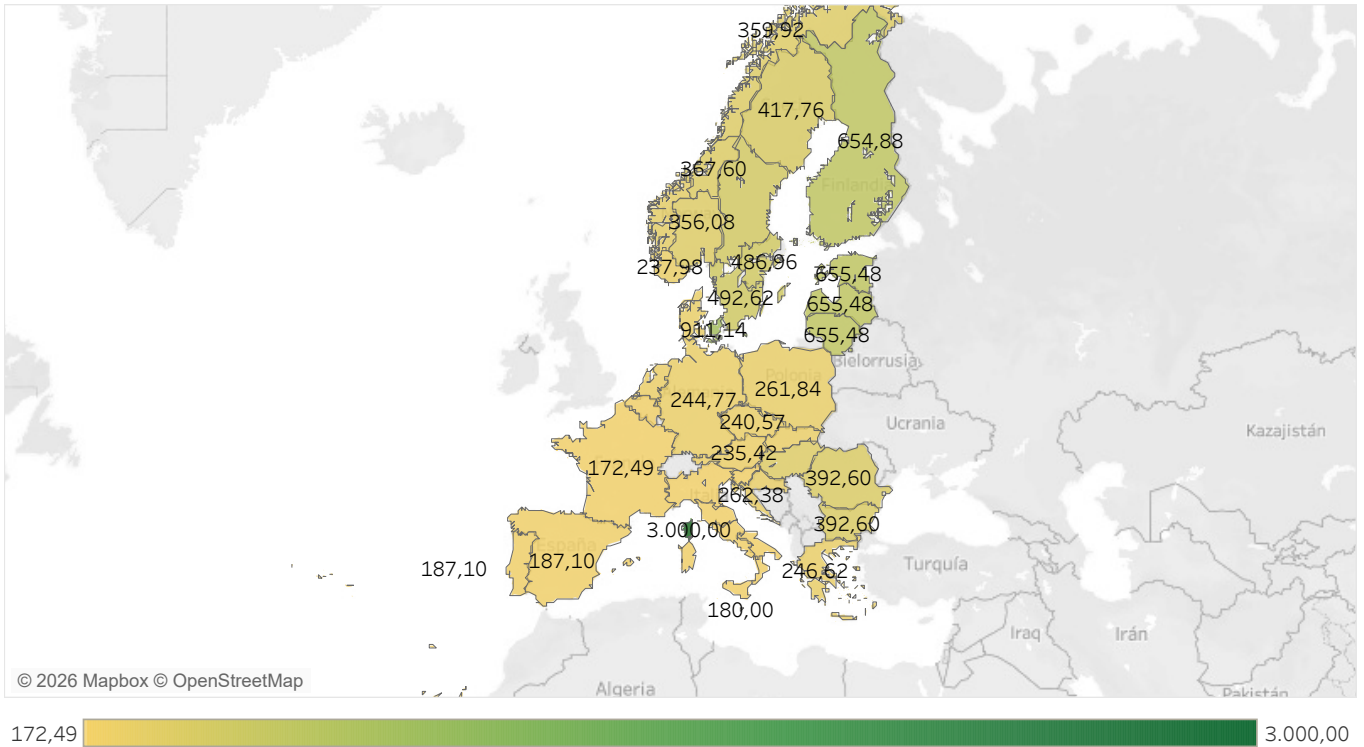 359,92
417,76
654,88
367,60
Finlandia
356,08
237,98
486,96
655,48
492,62
655,48
911,14
655,48
Bielorrusia
Polonia
261,84
244,77
240,57
Ucrania
Kazajistán
235,42
172,49
392,60
262,38
3.000,00
392,60
España
187,10
187,10
246,62
Turquía
180,00
Iraq
Irán
Argelia
Pakistán
© 2026 Mapbox © OpenStreetMap
172,49
3.000,00